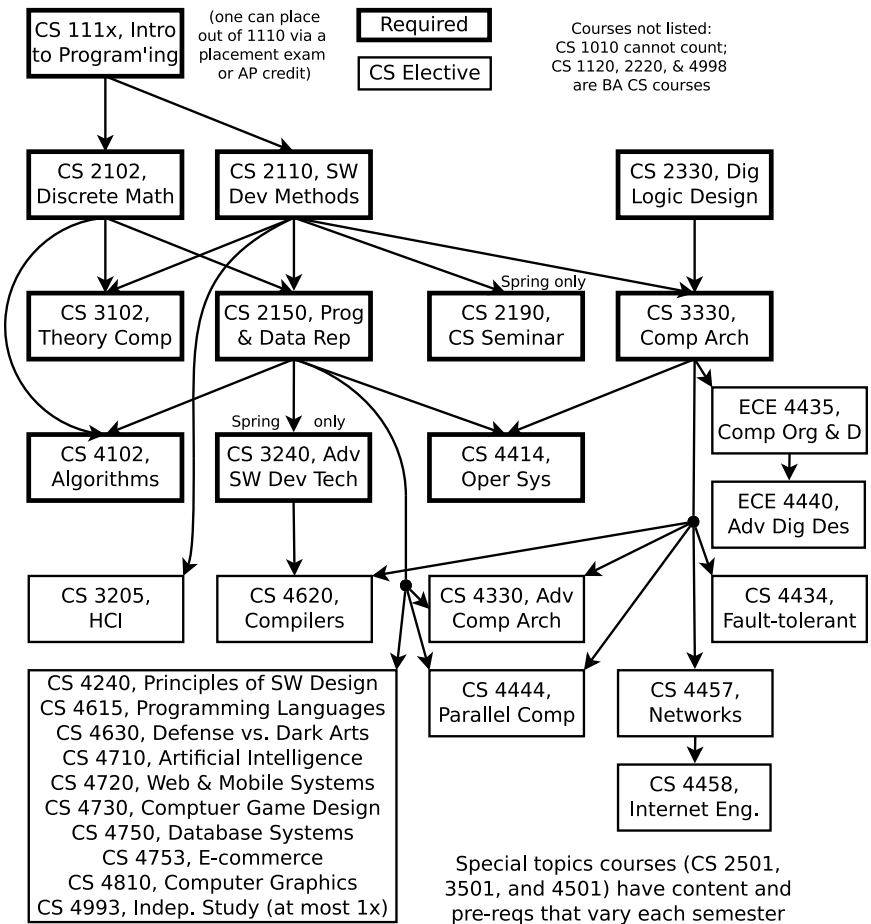 CS 111x, Intro
to Program'ing
(one can place
out of 1110 via a
placement exam
or AP credit)
Required
CS Elective
Courses not listed:
CS 1010 cannot count;
CS 1120, 2220, & 4998
are BA CS courses
CS 2102,
Discrete Math
CS 2110, SW
Dev Methods
CS 2330, Dig
Logic Design
CS 3102,
Theory Comp
CS 2150, Prog
& Data Rep
Spring only
CS 2190,
CS Seminar
CS 3330,
Comp Arch
ECE 4435,
Comp Org & D
CS 4102,
Algorithms
Spring only
CS 3240, Adv
SW Dev Tech
CS 4414,
Oper Sys
ECE 4440,
Adv Dig Des
CS 3205,
HCI
CS 4620,
Compilers
CS 4330, Adv
Comp Arch
CS 4434,
Fault-tolerant
CS 4240, Principles of SW Design
CS 4615, Programming Languages
CS 4630, Defense vs. Dark Arts
CS 4710, Artificial Intelligence
CS 4720, Web & Mobile Systems
CS 4730, Comptuer Game Design
CS 4750, Database Systems
CS 4753, E-commerce
CS 4810, Computer Graphics
CS 4993, Indep. Study (at most 1x)
CS 4444,
Parallel Comp
CS 4457,
Networks
CS 4458,
Internet Eng.
Special topics courses (CS 2501,
3501, and 4501) have content and
pre-reqs that vary each semester